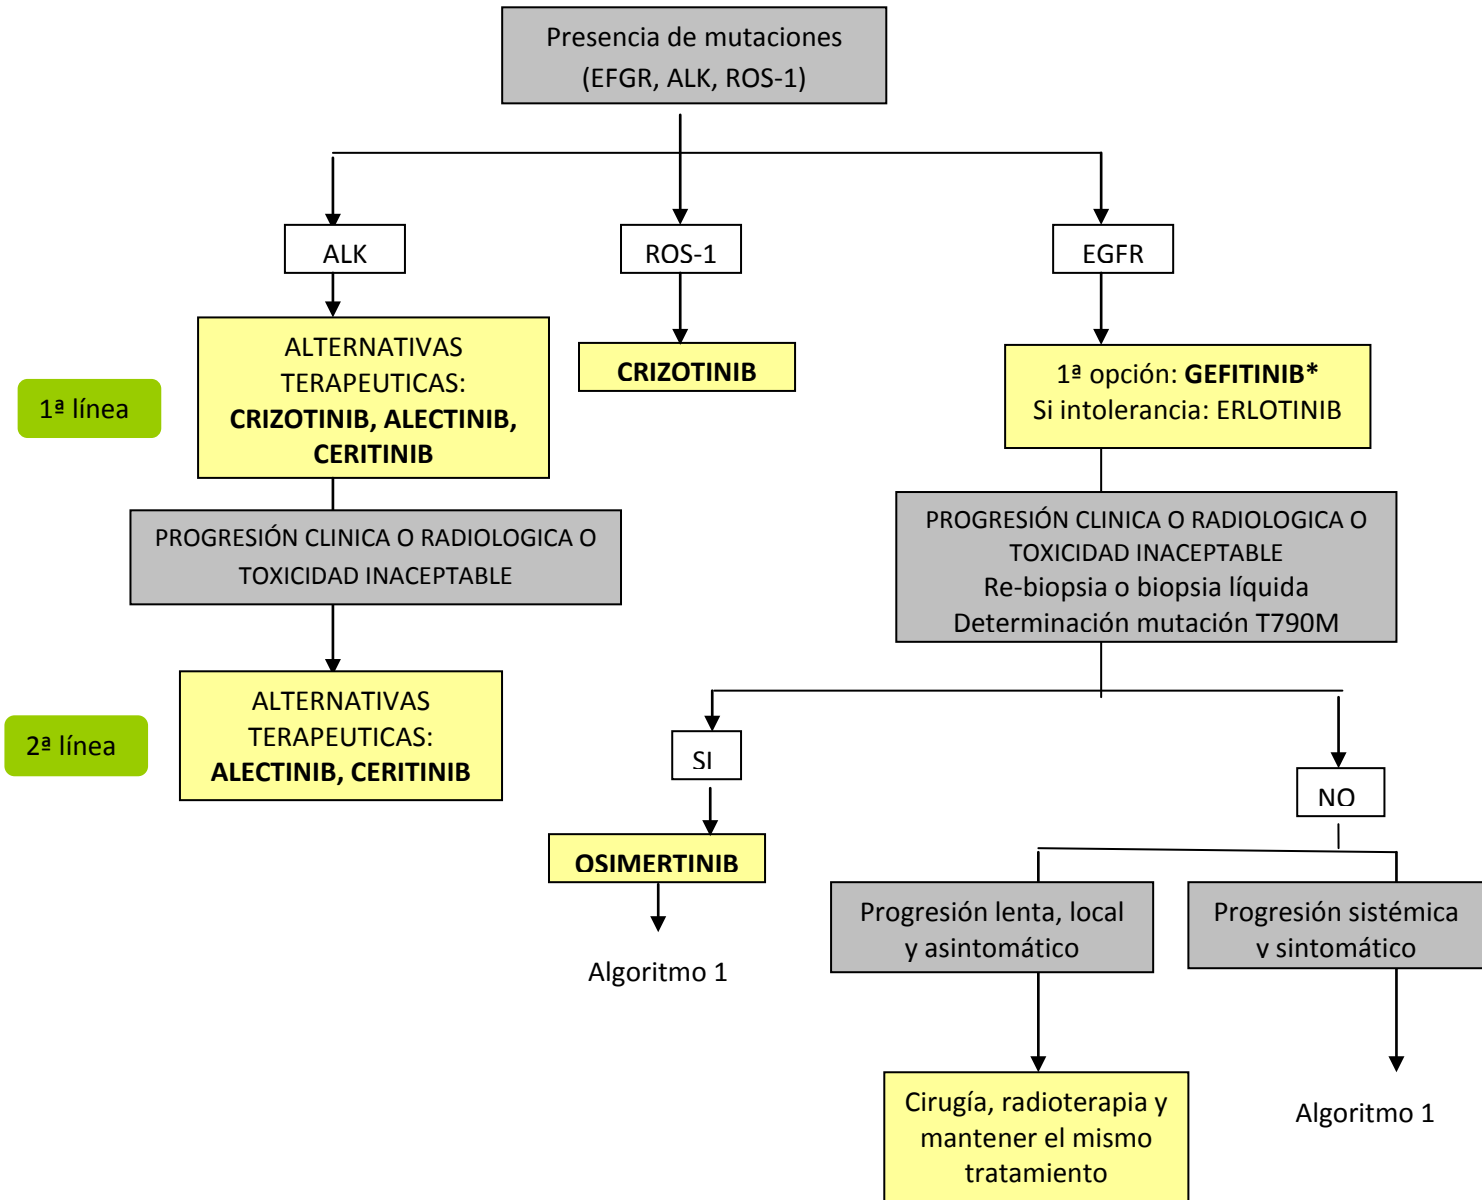 Presencia de mutaciones
(EFGR, ALK, ROS-1)
ALK
ROS-1
EGFR
1ª línea
ALTERNATIVAS
TERAPEUTICAS:
CRIZOTINIB, ALECTINIB,
CERITINIB
CRIZOTINIB
1ª opción: GEFITINIB*
Si intolerancia: ERLOTINIB
PROGRESIÓN CLINICA O RADIOLOGICA O
TOXICIDAD INACEPTABLE
PROGRESIÓN CLINICA O RADIOLOGICA O
TOXICIDAD INACEPTABLE
Re-biopsia o biopsia líquida
Determinación mutación T790M
2ª línea
ALTERNATIVAS
TERAPEUTICAS:
ALECTINIB, CERITINIB
SI
NO
OSIMERTINIB
Algoritmo 1
Progresión lenta, local
y asintomático
Progresión sistémica
y sintomático
Cirugía, radioterapia y
mantener el mismo
tratamiento
Algoritmo 1